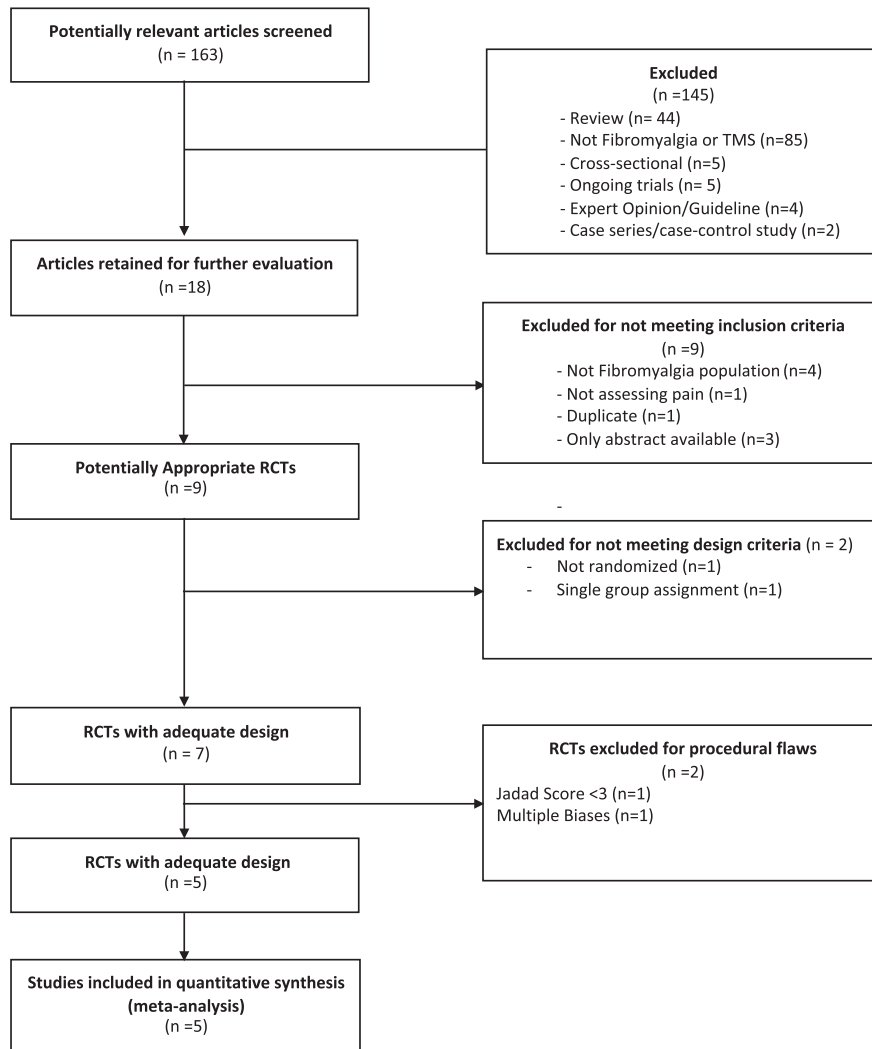 Potentially relevant articles screened
(n = 163)
Excluded
(n =145)
- Review (n= 44)
- Not Fibromyalgia or TMS (n=85)
- Cross-sectional (n=5)
- Ongoing trials (n= 5)
- Expert Opinion/Guideline (n=4)
- Case series/case-control study (n=2)
Articles retained for further evaluation
(n =18)
Excluded for not meeting inclusion criteria
(n =9)
- Not Fibromyalgia population (n=4)
- Not assessing pain (n=1)
- Duplicate (n=1)
- Only abstract available (n=3)
-
Potentially Appropriate RCTs
(n =9)
Excluded for not meeting design criteria (n = 2)
- Not randomized (n=1)
- Single group assignment (n=1)
RCTs with adequate design
(n = 7)
RCTs excluded for procedural flaws
(n =2)
Jadad Score <3 (n=1)
Multiple Biases (n=1)
RCTs with adequate design
(n =5)
Studies included in quantitative synthesis
(meta-analysis)
(n =5)